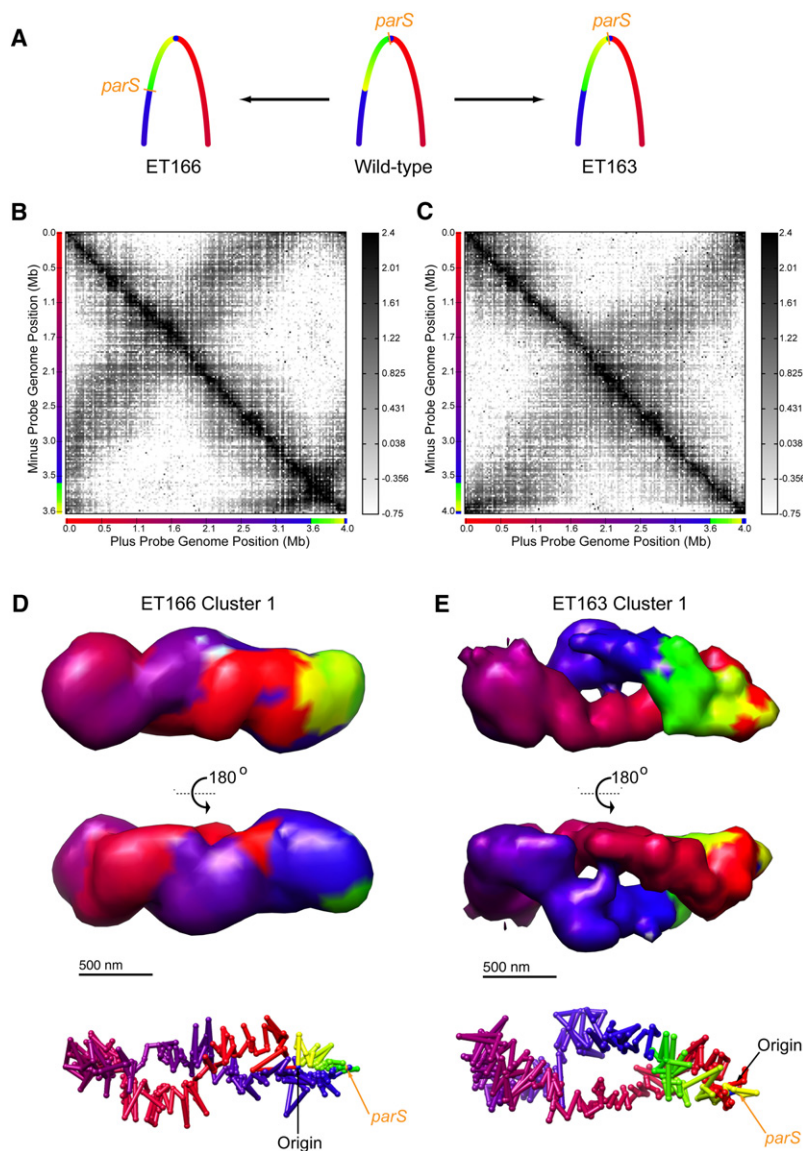 A
parS
parS
parS
ET166
Wild-type
ET163
B
C
Minus Probe Genome Position (Mb)
0.0
0.5
1.1
1.7
2.1
2.5
3.0
3.5
3.6
0.0 0.5 1.1 1.6 2.1 2.6 3.1 3.6 4.0
Plus Probe Genome Position (Mb)
2.4
2.01
1.61
1.22
0.825
0.431
0.038
-0.356
-0.75
Minus Probe Genome Position (Mb)
0.0
0.5
1.1
1.7
2.1
2.5
3.0
3.5
4.0
0.0 0.5 1.1 1.6 2.1 2.6 3.1 3.6 4.0
Plus Probe Genome Position (Mb)
2.4
2.01
1.61
1.22
0.825
0.431
0.038
-0.356
-0.75
D
ET166 Cluster 1
180 o
500 nm
Origin
parS
E
ET163 Cluster 1
180 o
500 nm
Origin
parS